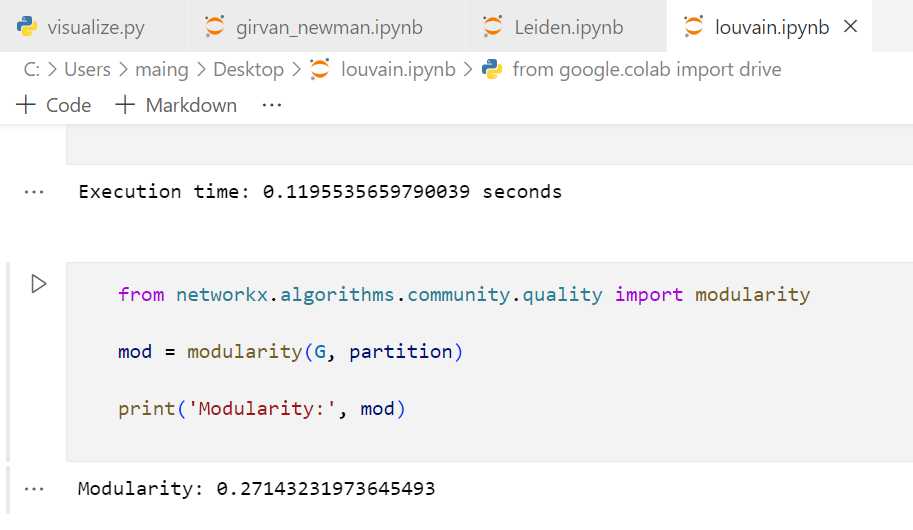 visualize.py girvan_newman.ipynb Leiden.ipynb louvain.ipynb
C: > Users > maing > Desktop > louvain.ipynb > from google.colab import drive
+ Code + Markdown ...
... Execution time: 0.1195535659790039 seconds
from networkx.algorithms.community.quality import modularity
mod = modularity(G, partition)
print('Modularity:', mod)
... Modularity: 0.27143231973645493